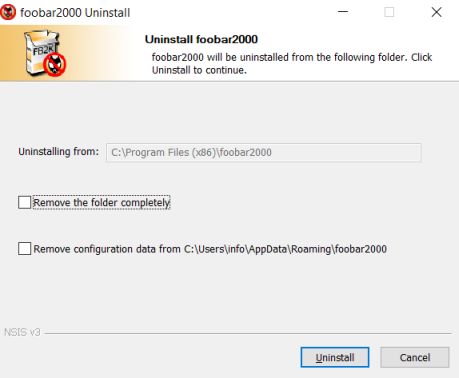 foobar2000 Uninstall
FB2K
Uninstall foobar2000
foobar2000 will be uninstalled from the following folder. Click
Uninstall to continue.
Uninstalling from: C:\Program Files (x86)\foobar2000
Remove the folder completely
Remove configuration data from C:\Users\info\AppData\Roaming\foobar2000
NSIS v3
Uninstall Cancel